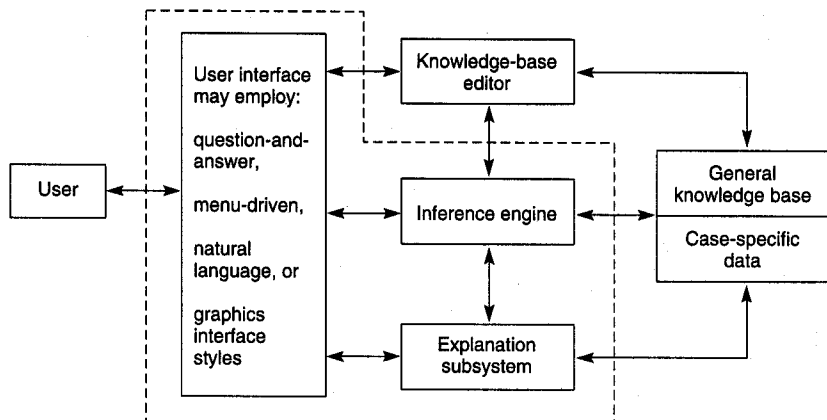 User
User interface
may employ:
question-and-
answer,
menu-driven,
natural
language, or
graphics
interface
styles
Knowledge-base
editor
Inference engine
Explanation
subsystem
General
knowledge base
Case-specific
data